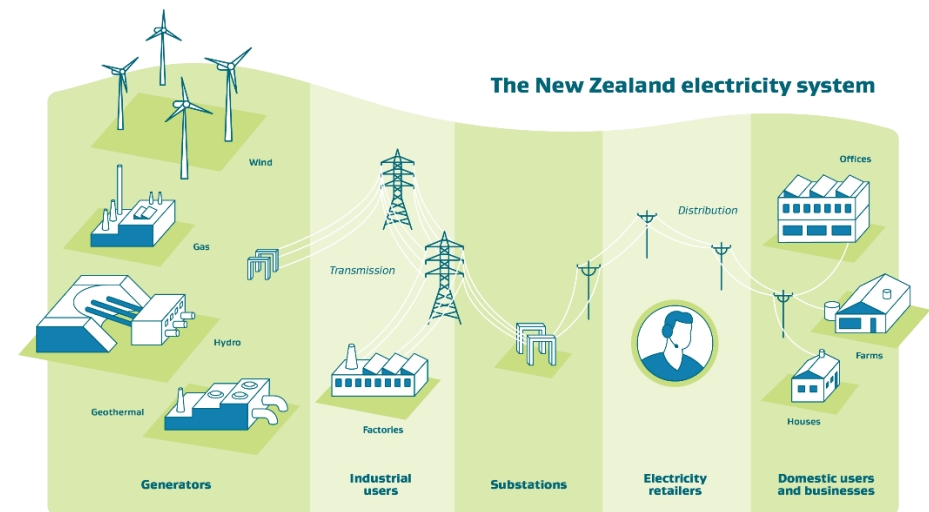 The New Zealand electricity system
Wind
Gas
Hydro
Geothermal
Transmission
Factories
Distribution
Offices
Farms
Houses
Generators
Industrial
users
Substations
Electricity
retailers
Domestic users
and businesses